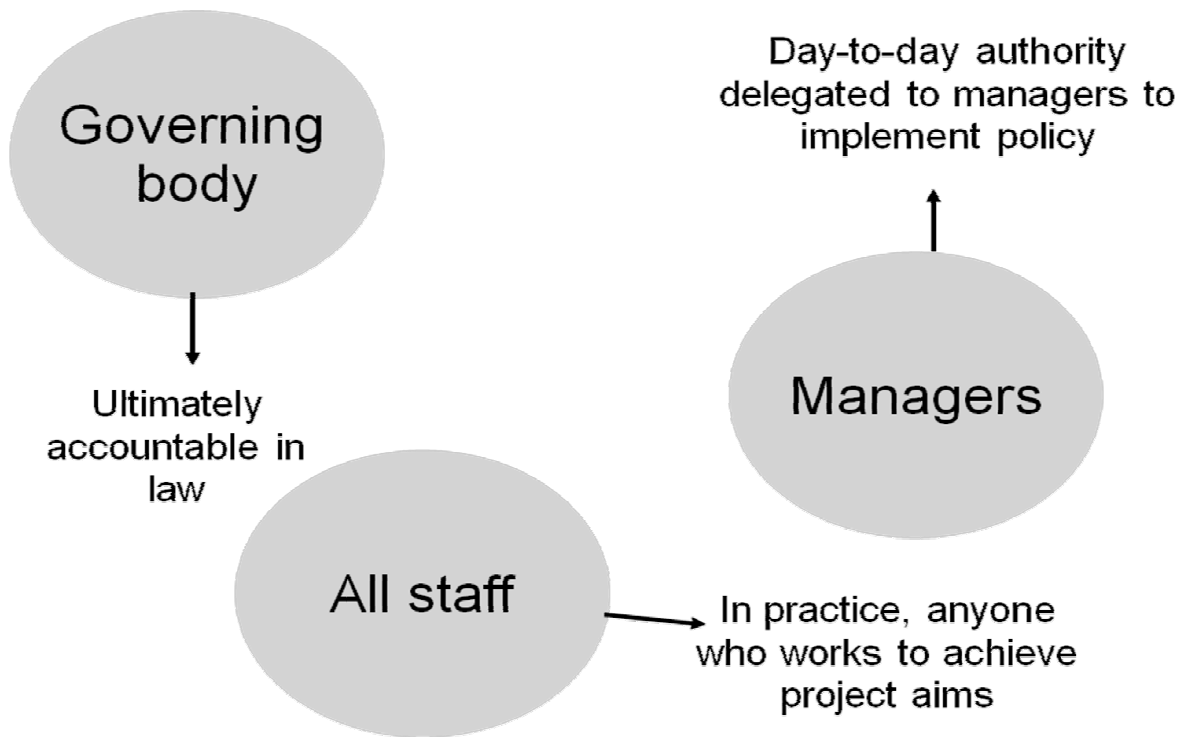 Governing
body
Ultimately
accountable in
law
Day-to-day authority
delegated to managers to
implement policy
Managers
All staff
In practice, anyone
who works to achieve
project aims